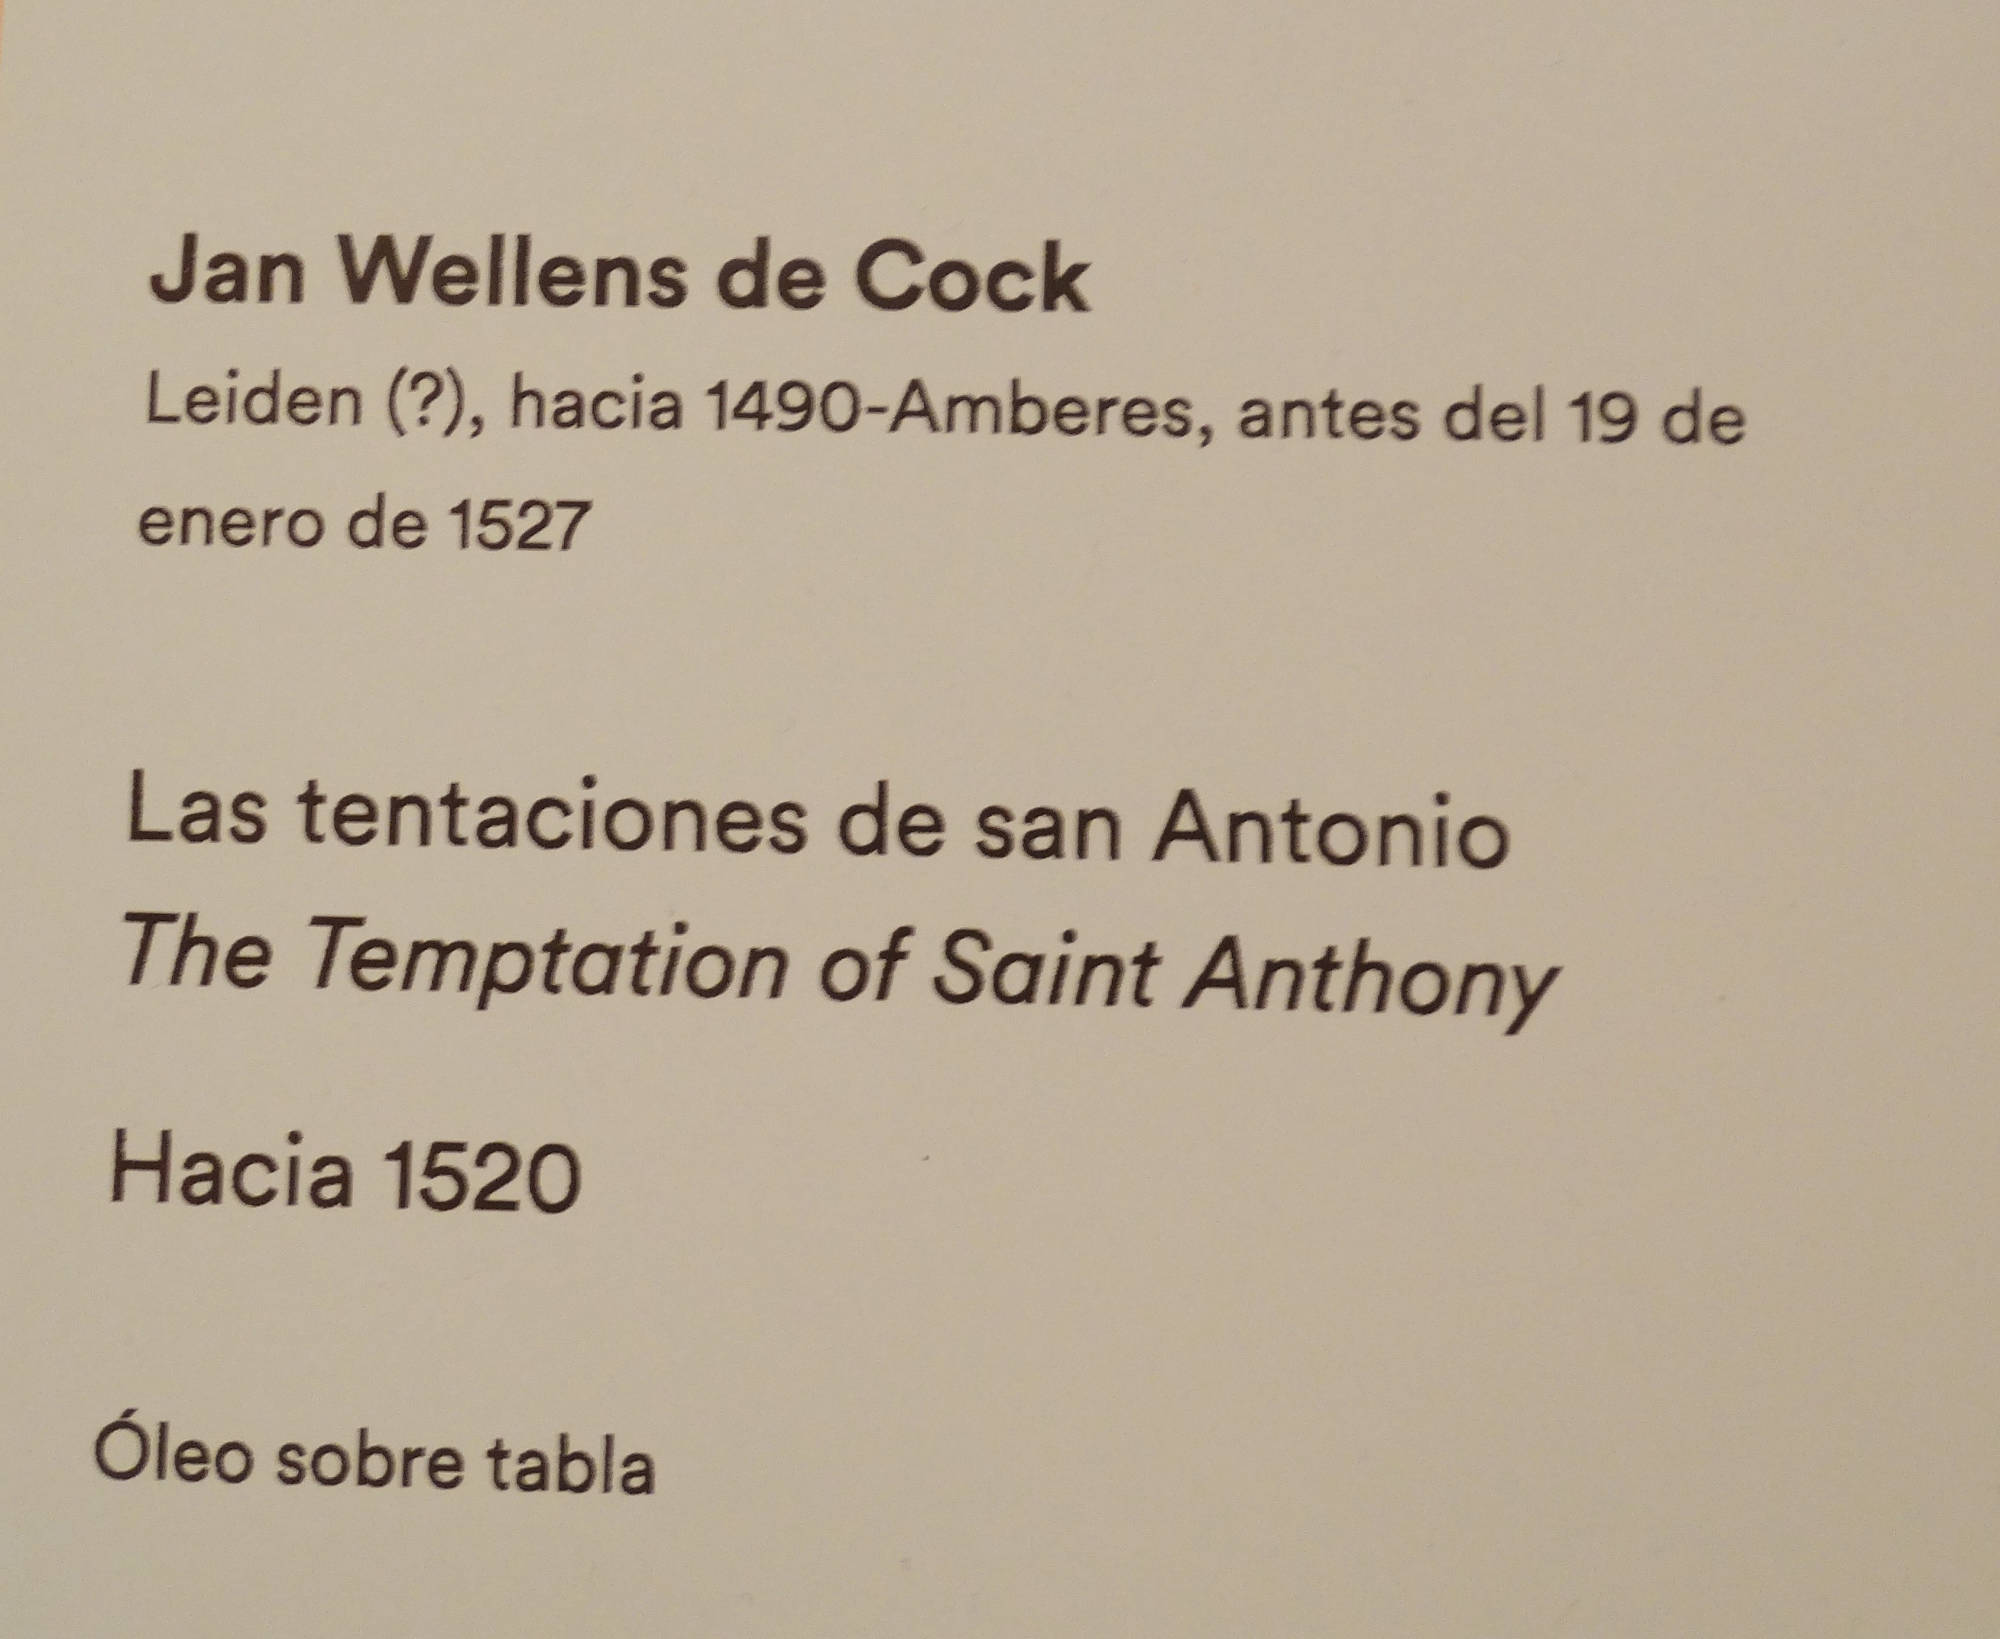 Jan Wellens de Cock
Leiden (?), hacia 1490-Amberes, antes del 19 de
enero de 1527
Las tentaciones de san Antonio
The Temptation of Saint Anthony
Hacia 1520
Óleo sobre tabla